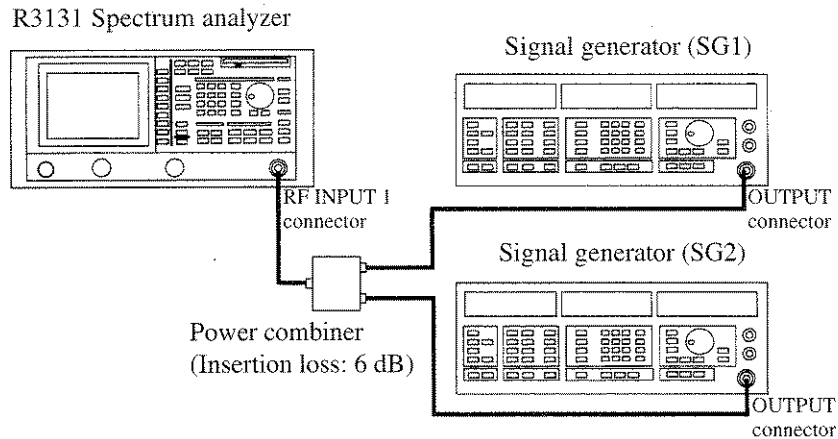 R3131 Spectrum analyzer
Signal generator (SG1)
RF INPUT 1
connector
OUTPUT
connector
Signal generator (SG2)
Power combiner
(Insertion loss: 6 dB)
OUTPUT
connector